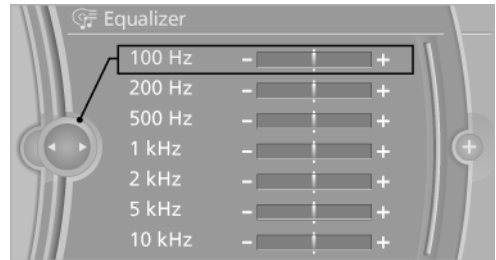 Equalizer
100 Hz - +
200 Hz - +
500 Hz - +
1 kHz - +
2 kHz - +
5 kHz - +
10 kHz - +
+